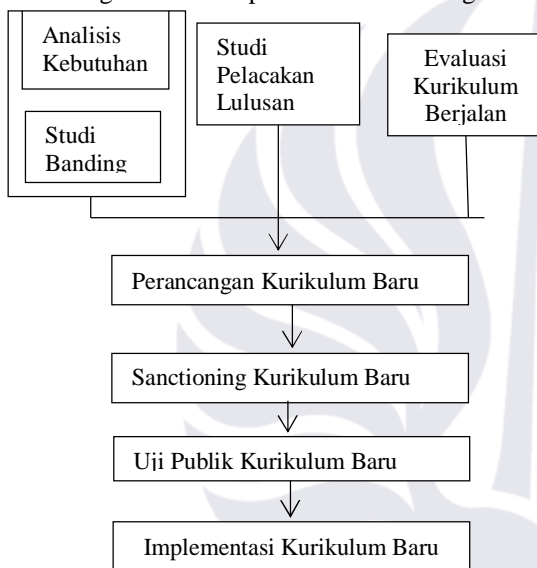 Analisis
Kebutuhan
Studi
Banding
Studi
Pelacakan
Lulusan
Evaluasi
Kurikulum
Berjalan
Perancangan Kurikulum Baru
Sanctioning Kurikulum Baru
Uji Publik Kurikulum Baru
Implementasi Kurikulum Baru